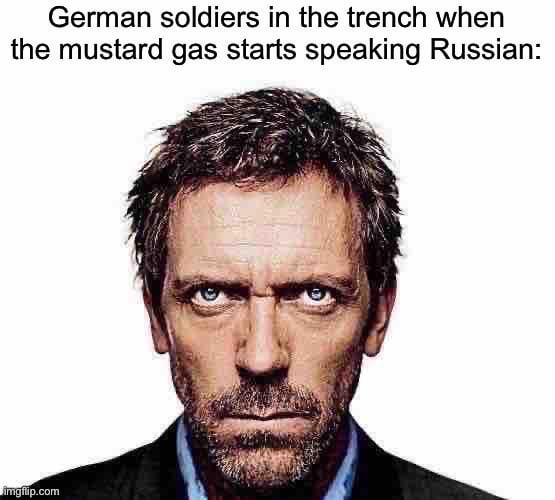 German soldiers in the trench when
the mustard gas starts speaking Russian:
imgflip.com